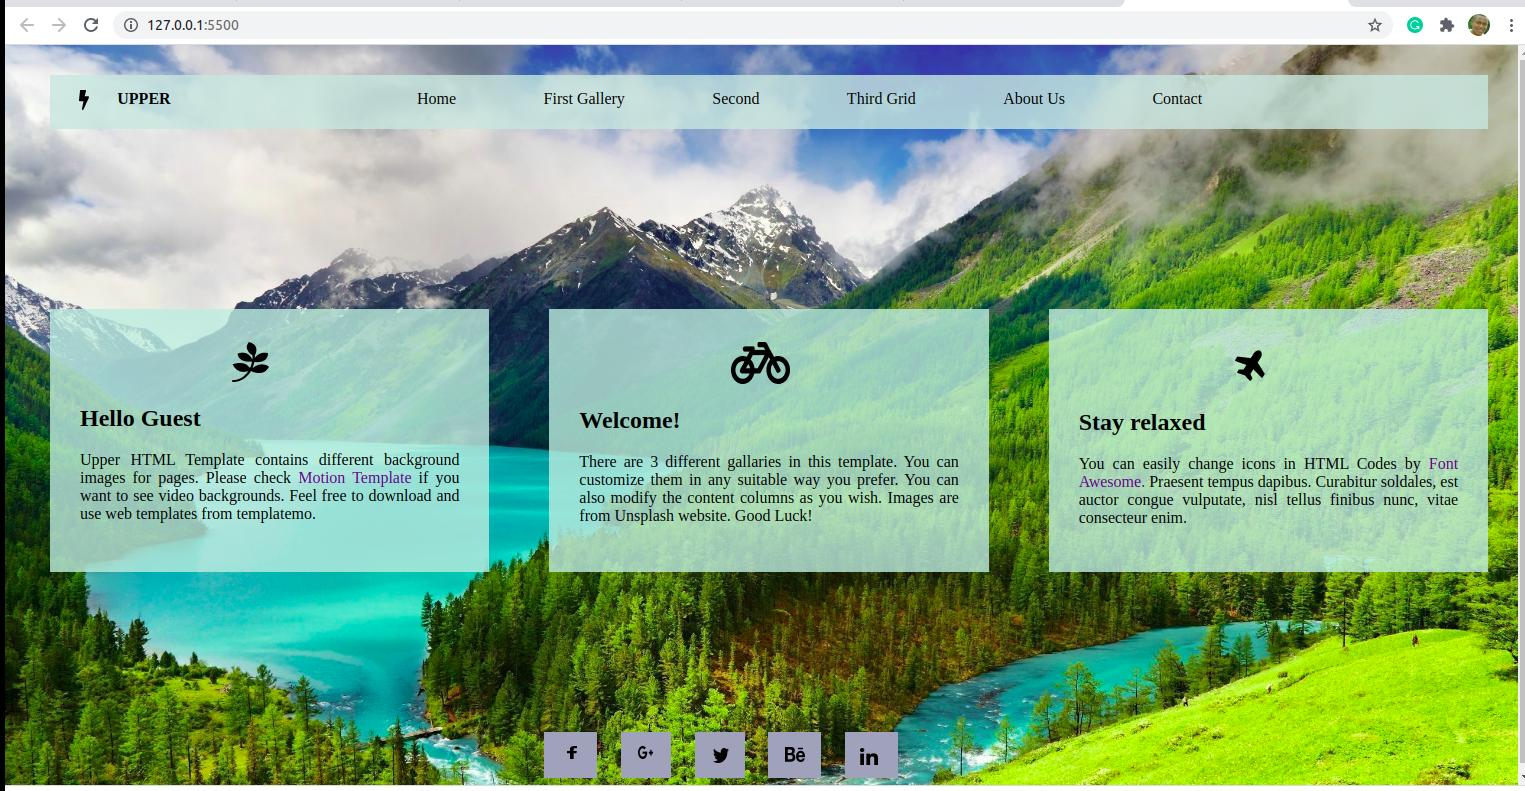 127.0.0.1:5500
UPPER Home First Gallery Second Third Grid About Us Contact
Hello Guest
Upper HTML Template contains different background
images for pages. Please check Motion Template if you
want to see video backgrounds. Feel free to download and
use web templates from templatemo.
Welcome!
There are 3 different gallaries in this template. You can
customize them in any suitable way you prefer. You can
also modify the content columns as you wish. Images are
from Unsplash website. Good Luck!
Stay relaxed
You can easily change icons in HTML Codes by Font
Awesome. Praesent tempus dapibus. Curabitur soldales, est
auctor congue vulputate, nisl tellus finibus nunc, vitae
consecteur enim.
f G+ Bē in